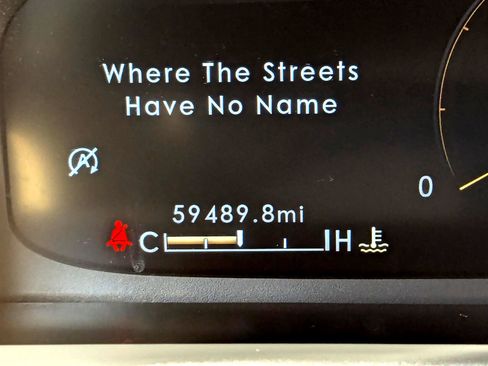 Where The Streets
Have No Name
A
0
59489.8mi
C H